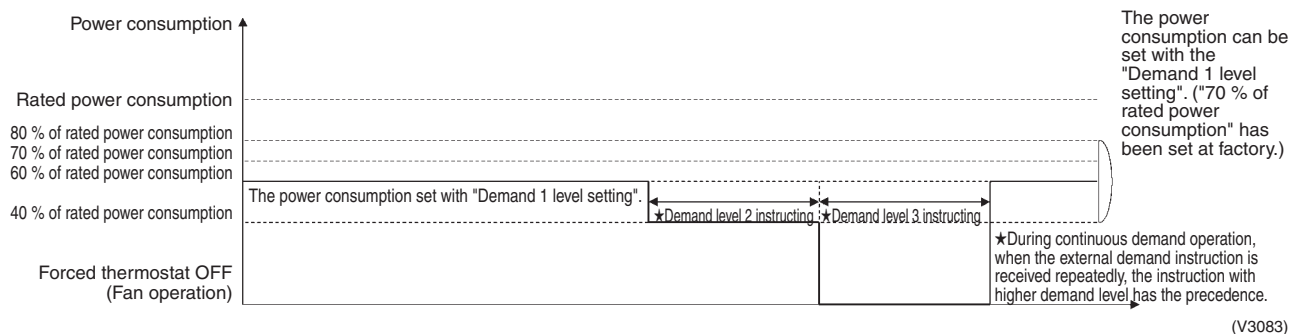 Power consumption
Rated power consumption
80 % of rated power consumption
70 % of rated power consumption
60 % of rated power consumption
40 % of rated power consumption
Forced thermostat OFF
(Fan operation)
The power consumption set with "Demand 1 level setting".
★Demand level 2 instructing
★Demand level 3 instructing
★During continuous demand operation,
when the external demand instruction is
received repeatedly, the instruction with
higher demand level has the precedence.
The power
consumption can be
set with the
"Demand 1 level
setting". ("70 % of
rated power
consumption" has
been set at factory.)
(V3083)